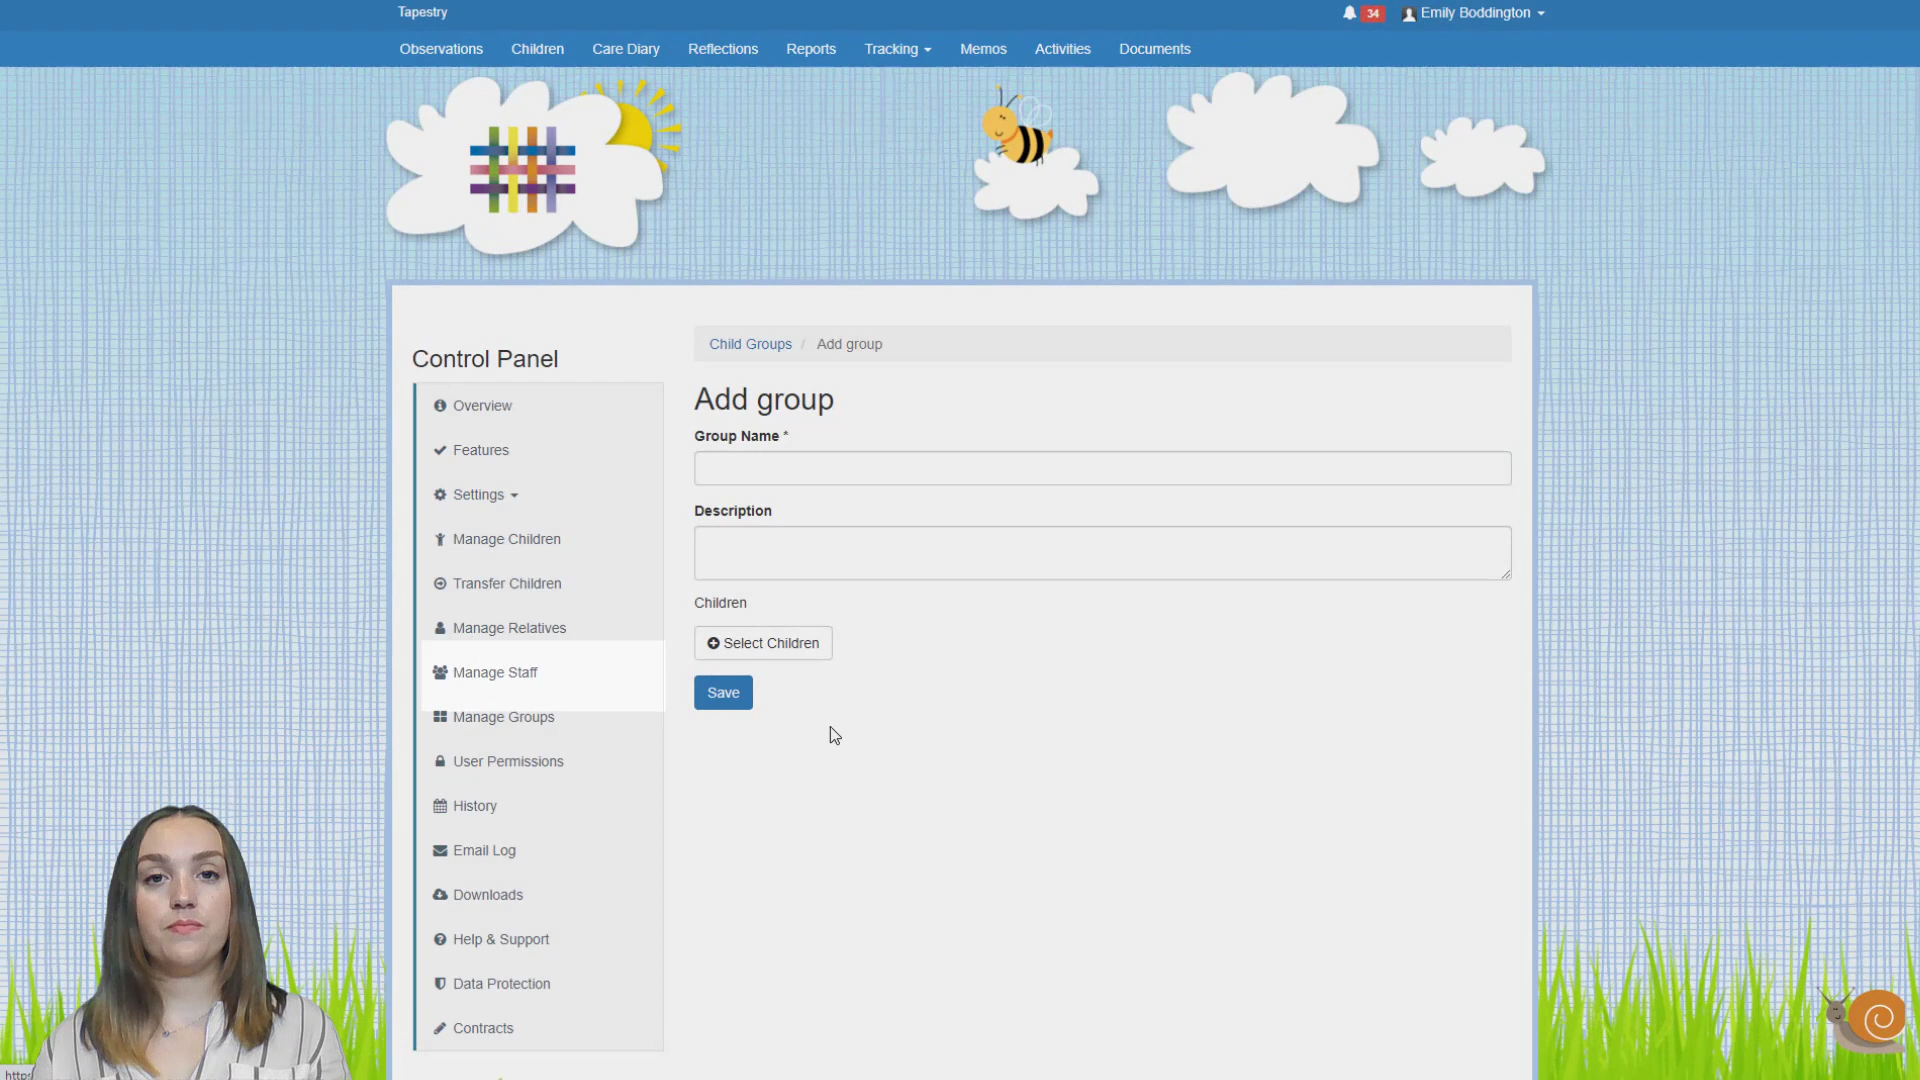 Tapestry
34
Emily Boddington
Observations Children Care Diary Reflections Reports Tracking Memos Activities Documents
Control Panel
Overview
Features
Settings
Manage Children
Transfer Children
Manage Relatives
Manage Staff
Manage Groups
User Permissions
History
Email Log
Downloads
Help & Support
Data Protection
Contracts
Child Groups / Add group
Add group
Group Name *
Description
Children
Select Children
Save
http